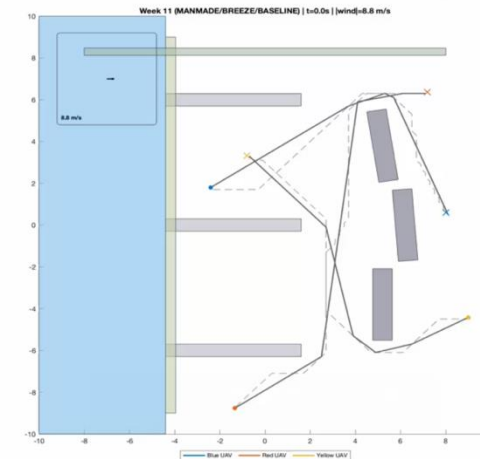 Week 11 (MANMADE/BREEZE/BASELINE) | t=0.0s | |wind|=8.8 m/s
10
8
6
4
2
0
-2
-4
-6
-8
-10
8.8 m/s
-10 -8 -6 -4 -2 0 2 4 6 8
Blue UAV Red UAV Yellow UAV